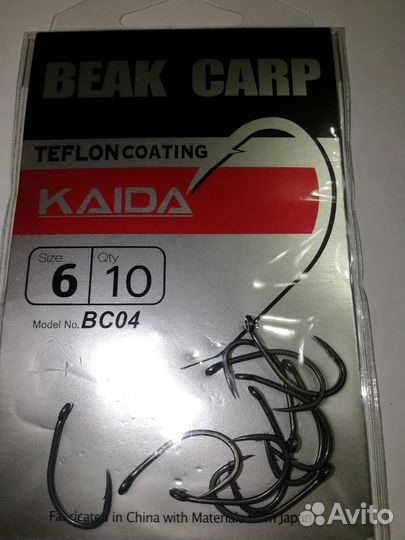 BEAK CARP
TEFLON COATING
KAIDA
Size Qty
6 10
Model No. BC04
Fabricated in China with Materials from Japan
Avito